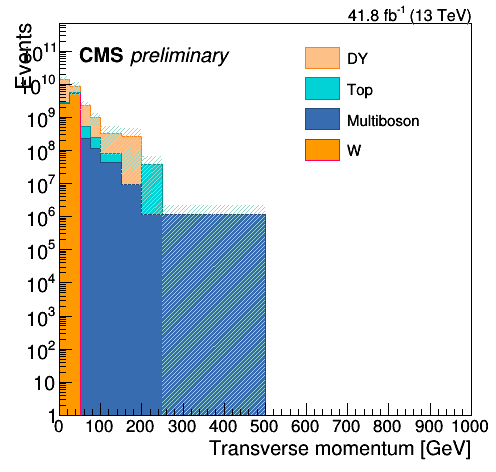 41.8 fb⁻¹ (13 TeV)
Events
CMS preliminary
DY
Top
Multiboson
W
10¹¹
10¹⁰
10⁹
10⁸
10⁷
10⁶
10⁵
10⁴
10³
10²
10
1
0 100 200 300 400 500 600 700 800 900 1000
Transverse momentum [GeV]